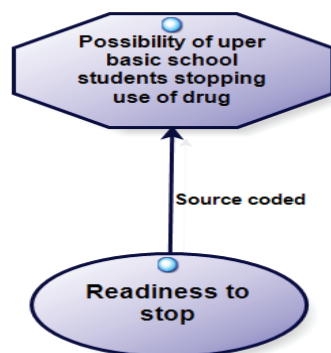 Possibility of uper
basic school
students stopping
use of drug
Source coded
Readiness to
stop